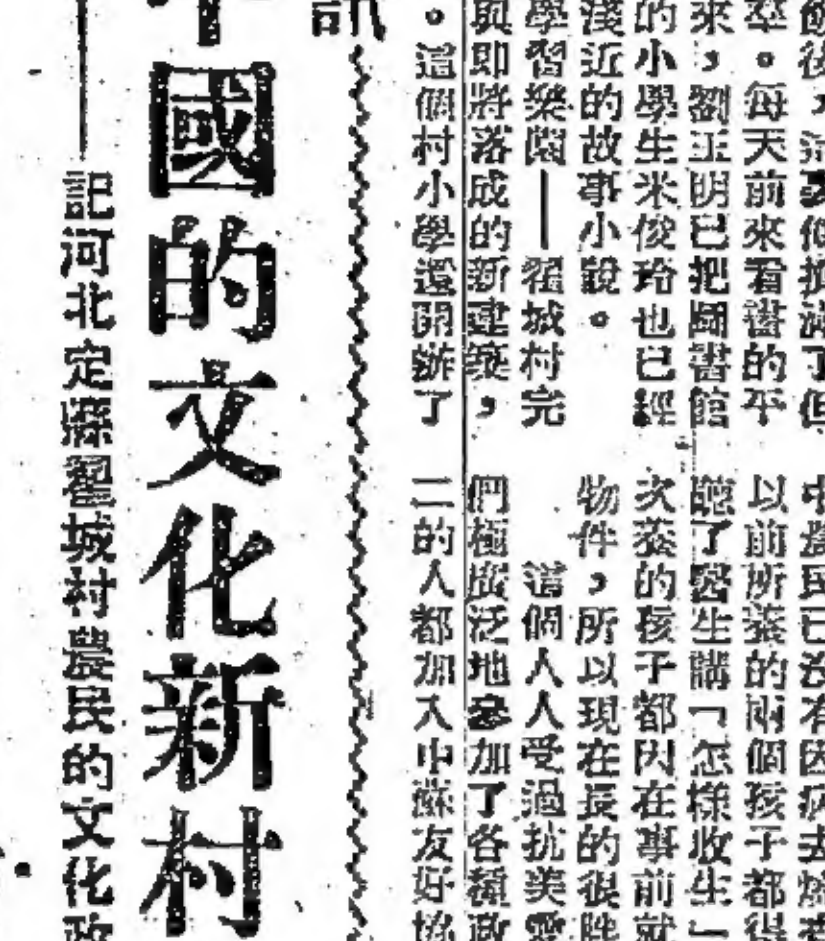 後，裏便擠滿了但
萃。每天前來看書的平
來，劉玉明已把圖書館
的小學生米俊玲也已經
淺近的故事小說。
學習樂園——翟城村完
與即將落成的新建築，
。這個村小學還開辦了
中農民已沒有因病去燒
以前所養的兩個孩子都得
聽了醫生講「怎樣收生」
次養的孩子都因在事前就
物件，所以現在長的很胖
這個人人受過抗美愛
們極廣泛地參加了各種政
二的人都加入中蘇友好協
訊
國的文化新村
——記河北定縣翟城村農民的文化政